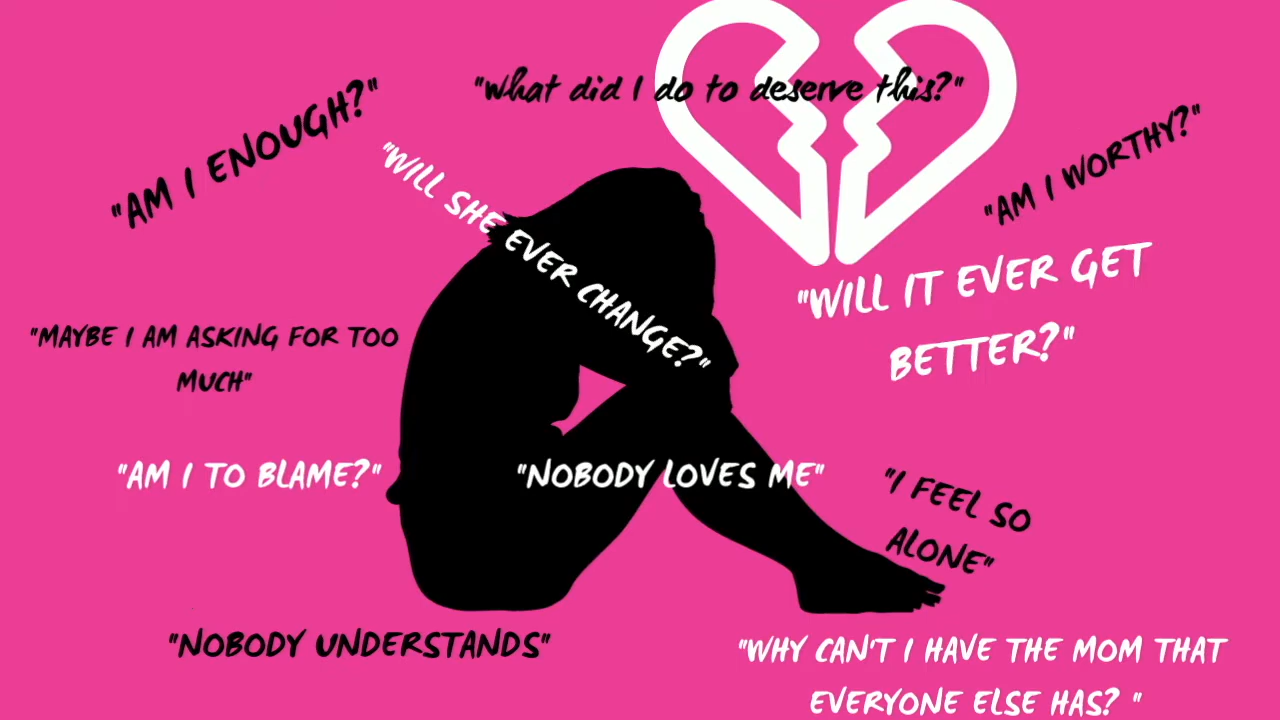 "what did I do to deserve this?"
"AM I ENOUGH?"
"WILL SHE EVER CHANGE?"
"AM I WORTHY?"
"WILL IT EVER GET
BETTER?"
"MAYBE I AM ASKING FOR TOO
MUCH"
"AM I TO BLAME?"
"NOBODY LOVES ME"
"I FEEL SO
ALONE"
"NOBODY UNDERSTANDS"
"WHY CAN'T I HAVE THE MOM THAT
EVERYONE ELSE HAS? "